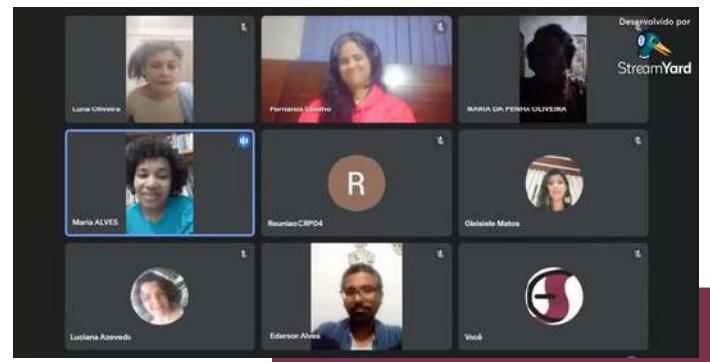 Desenvolvido por
StreamYard
Luna Oliveira
Fernanda Coelho
MARIA DA PENHA OLIVEIRA
Maria ALVES
R
Reuniao CRP04
Gleisiele Matos
Luciana Azevedo
Ederson Alves
Você